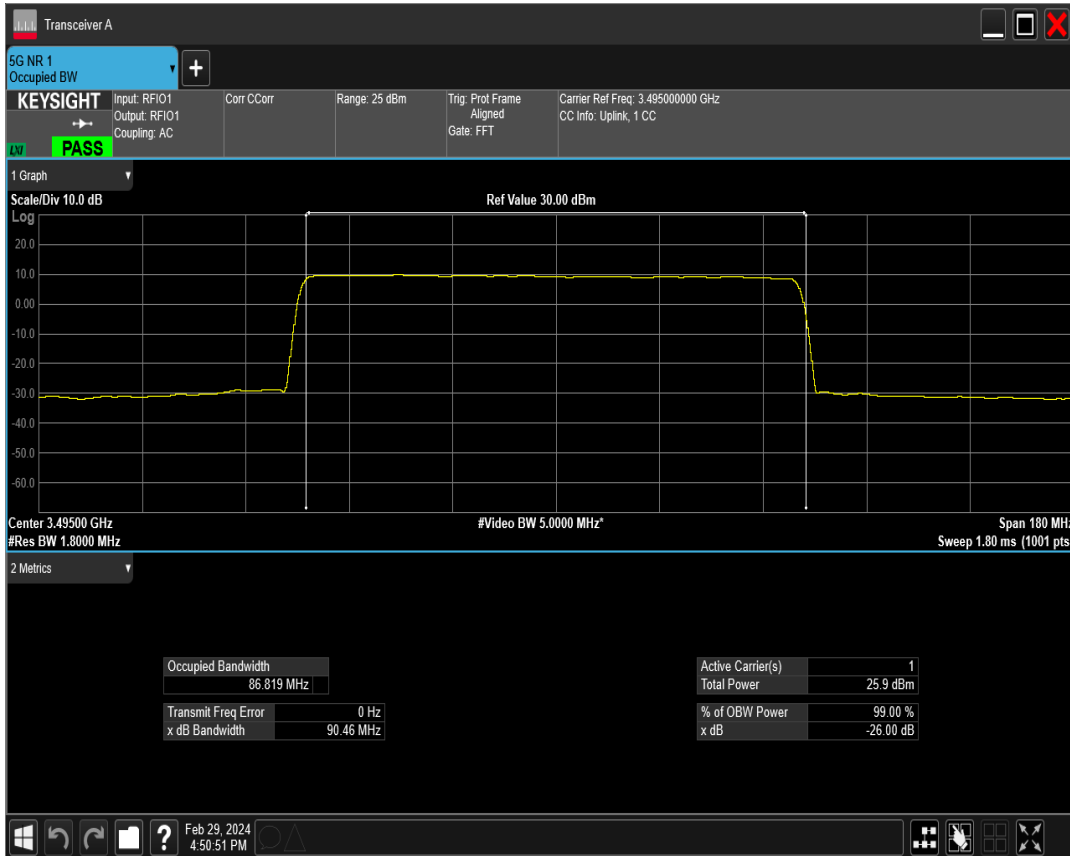 Transceiver A
5G NR 1
Occupied BW
+
KEYSIGHT
LXI
PASS
Input: RFIO1
Output: RFIO1
Coupling: AC
Corr CCorr
Range: 25 dBm
Trig: Prot Frame
Aligned
Gate: FFT
Carrier Ref Freq: 3.495000000 GHz
CC Info: Uplink, 1 CC
1 Graph
Scale/Div 10.0 dB
Ref Value 30.00 dBm
Log
20.0
10.0
0.00
-10.0
-20.0
-30.0
-40.0
-50.0
-60.0
Center 3.49500 GHz
#Video BW 5.0000 MHz*
Span 180 MHz
#Res BW 1.8000 MHz
Sweep 1.80 ms (1001 pts
2 Metrics
Occupied Bandwidth
86.819 MHz
Transmit Freq Error 0 Hz
x dB Bandwidth 90.46 MHz
Active Carrier(s) 1
Total Power 25.9 dBm
% of OBW Power 99.00 %
x dB -26.00 dB
?
Feb 29, 2024
4:50:51 PM